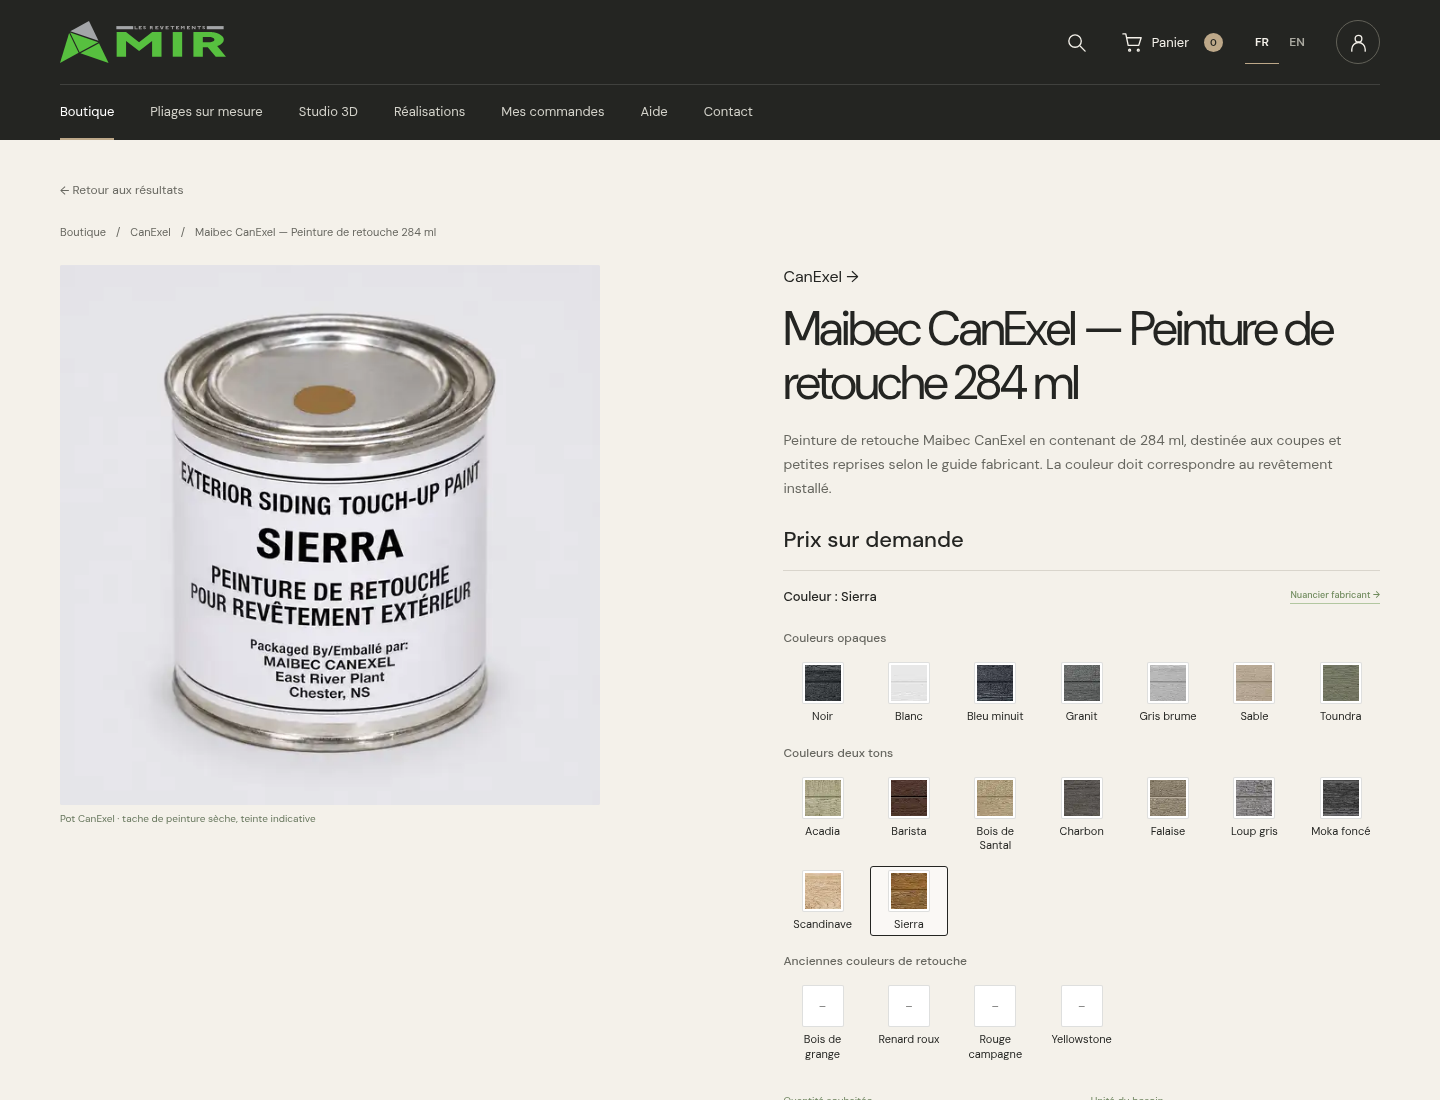 LES REVÊTEMENTS
MIR
Panier 0
FR EN
Boutique Pliages sur mesure Studio 3D Réalisations Mes commandes Aide Contact
← Retour aux résultats
Boutique / CanExel / Maibec CanExel — Peinture de retouche 284 ml
EXTERIOR SIDING TOUCH-UP PAINT
SIERRA
PEINTURE DE RETOUCHE
POUR REVÊTEMENT EXTÉRIEUR
Packaged By/Emballé par:
MAIBEC CANEXEL
East River Plant
Chester, NS
Pot CanExel · tache de peinture sèche, teinte indicative
CanExel →
Maibec CanExel — Peinture de
retouche 284 ml
Peinture de retouche Maibec CanExel en contenant de 284 ml, destinée aux coupes et
petites reprises selon le guide fabricant. La couleur doit correspondre au revêtement
installé.
Prix sur demande
Couleur : Sierra
Nuancier fabricant →
Couleurs opaques
Noir Blanc Bleu minuit Granit Gris brume Sable Toundra
Couleurs deux tons
Acadia Barista Bois de Santal Charbon Falaise Loup gris Moka foncé
Scandinave Sierra
Anciennes couleurs de retouche
– – – –
Bois de grange Renard roux Rouge campagne Yellowstone
Quantité souhaitée Unité du besoin